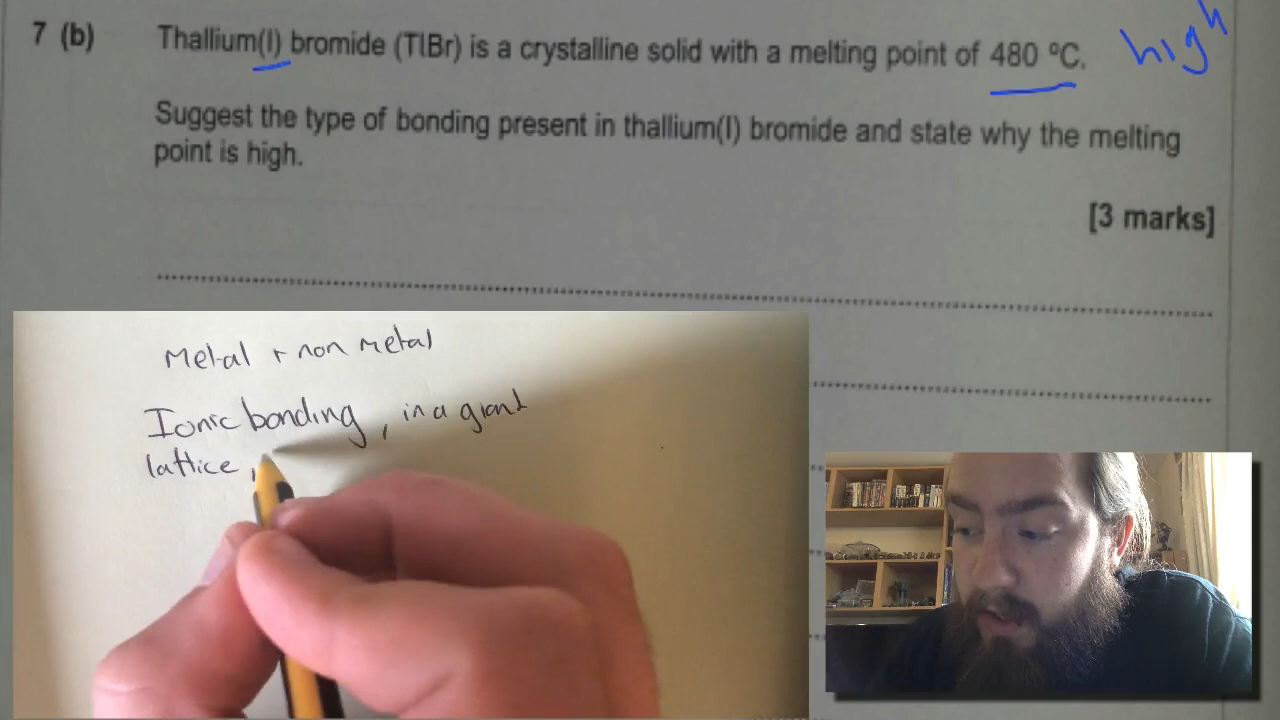 7 (b) Thallium(I) bromide (TlBr) is a crystalline solid with a melting point of 480 ºC.
high
Suggest the type of bonding present in thallium(I) bromide and state why the melting
point is high.
[3 marks]
Metal + non metal
Ionic bonding, in a giant
lattice,